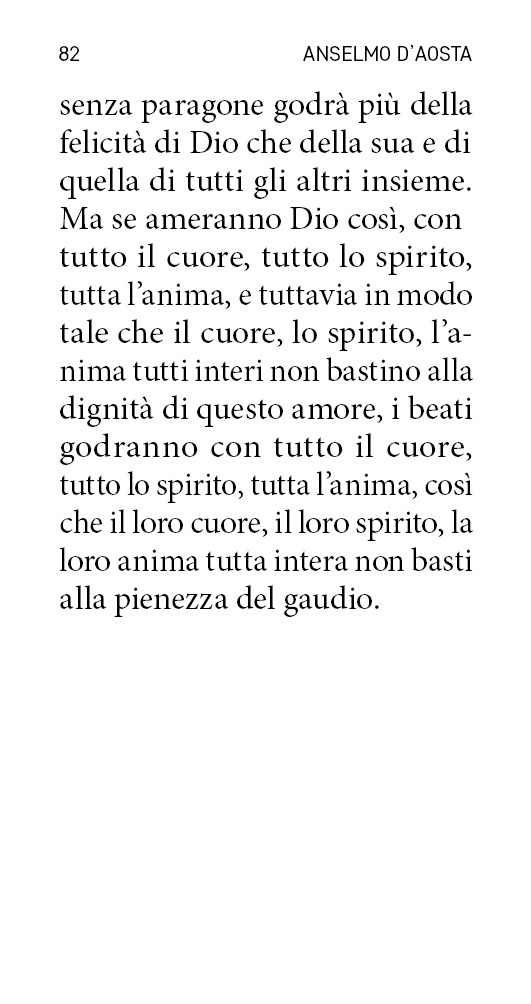 82 ANSELMO D'AOSTA
senza paragone godrà più della
felicità di Dio che della sua e di
quella di tutti gli altri insieme.
Ma se ameranno Dio così, con
tutto il cuore, tutto lo spirito,
tutta l’anima, e tuttavia in modo
tale che il cuore, lo spirito, l’a-
nima tutti interi non bastino alla
dignità di questo amore, i beati
godranno con tutto il cuore,
tutto lo spirito, tutta l’anima, così
che il loro cuore, il loro spirito, la
loro anima tutta intera non basti
alla pienezza del gaudio.